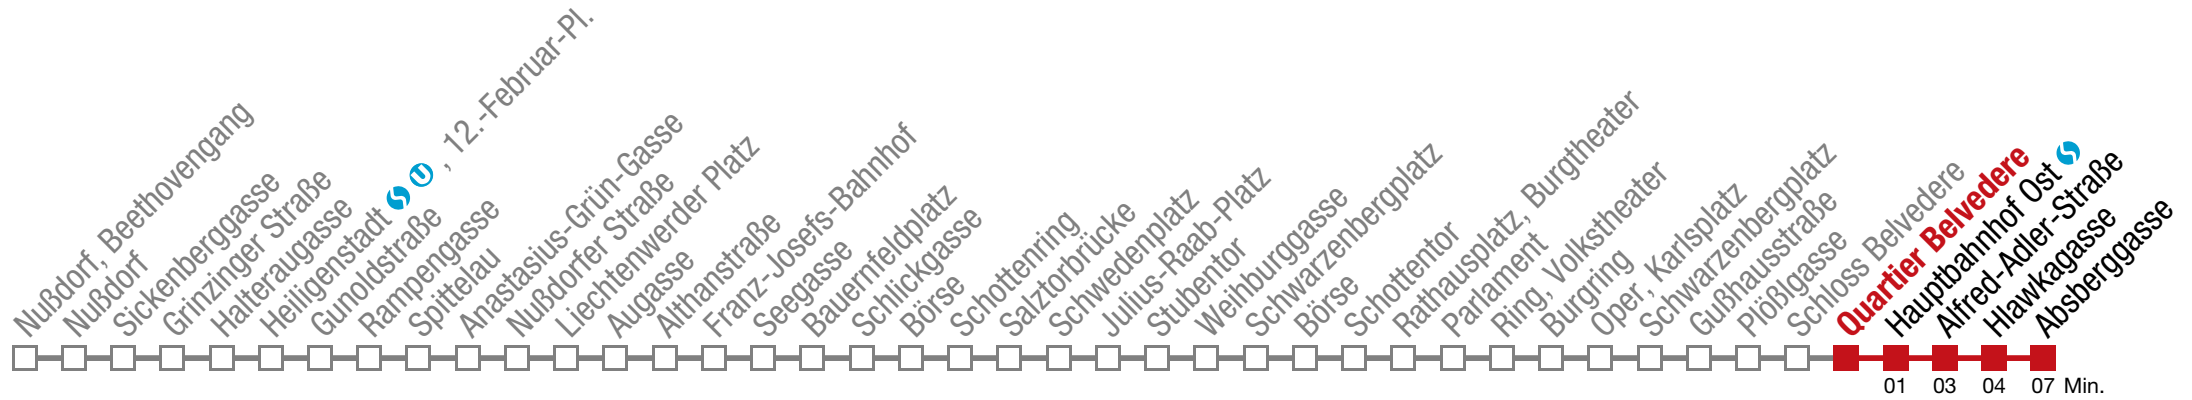 Nußdorf, Beethovengang
Nußdorf
Sickenberggasse
Grinzinger Straße
Halteraugasse
Heiligenstadt S U , 12.-Februar-Pl.
Gunoldstraße
Rampengasse
Spittelau
Anastasius-Grün-Gasse
Nußdorfer Straße
Liechtenwerder Platz
Augasse
Althanstraße
Franz-Josefs-Bahnhof
Seegasse
Bauernfeldplatz
Schlickgasse
Börse
Schottenring
Salztorbrücke
Schwedenplatz
Julius-Raab-Platz
Stubentor
Weihburggasse
Schwarzenbergplatz
Börse
Schottentor
Rathausplatz, Burgtheater
Parlament
Ring, Volkstheater
Burgring
Oper, Karlsplatz
Schwarzenbergplatz
Gußhausstraße
Plößlgasse
Schloss Belvedere
Quartier Belvedere
Hauptbahnhof Ost S
Alfred-Adler-Straße
Hlawkagasse
Absberggasse
01 03 04 07 Min.